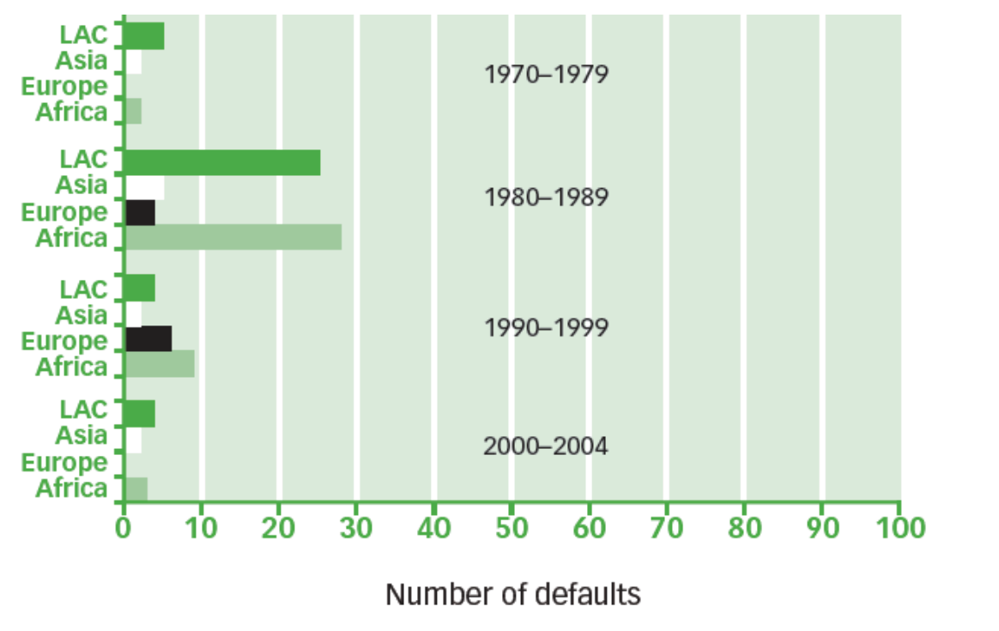 LAC
Asia
Europe
Africa
1970–1979
LAC
Asia
Europe
Africa
1980–1989
LAC
Asia
Europe
Africa
1990–1999
LAC
Asia
Europe
Africa
2000–2004
0 10 20 30 40 50 60 70 80 90 100
Number of defaults